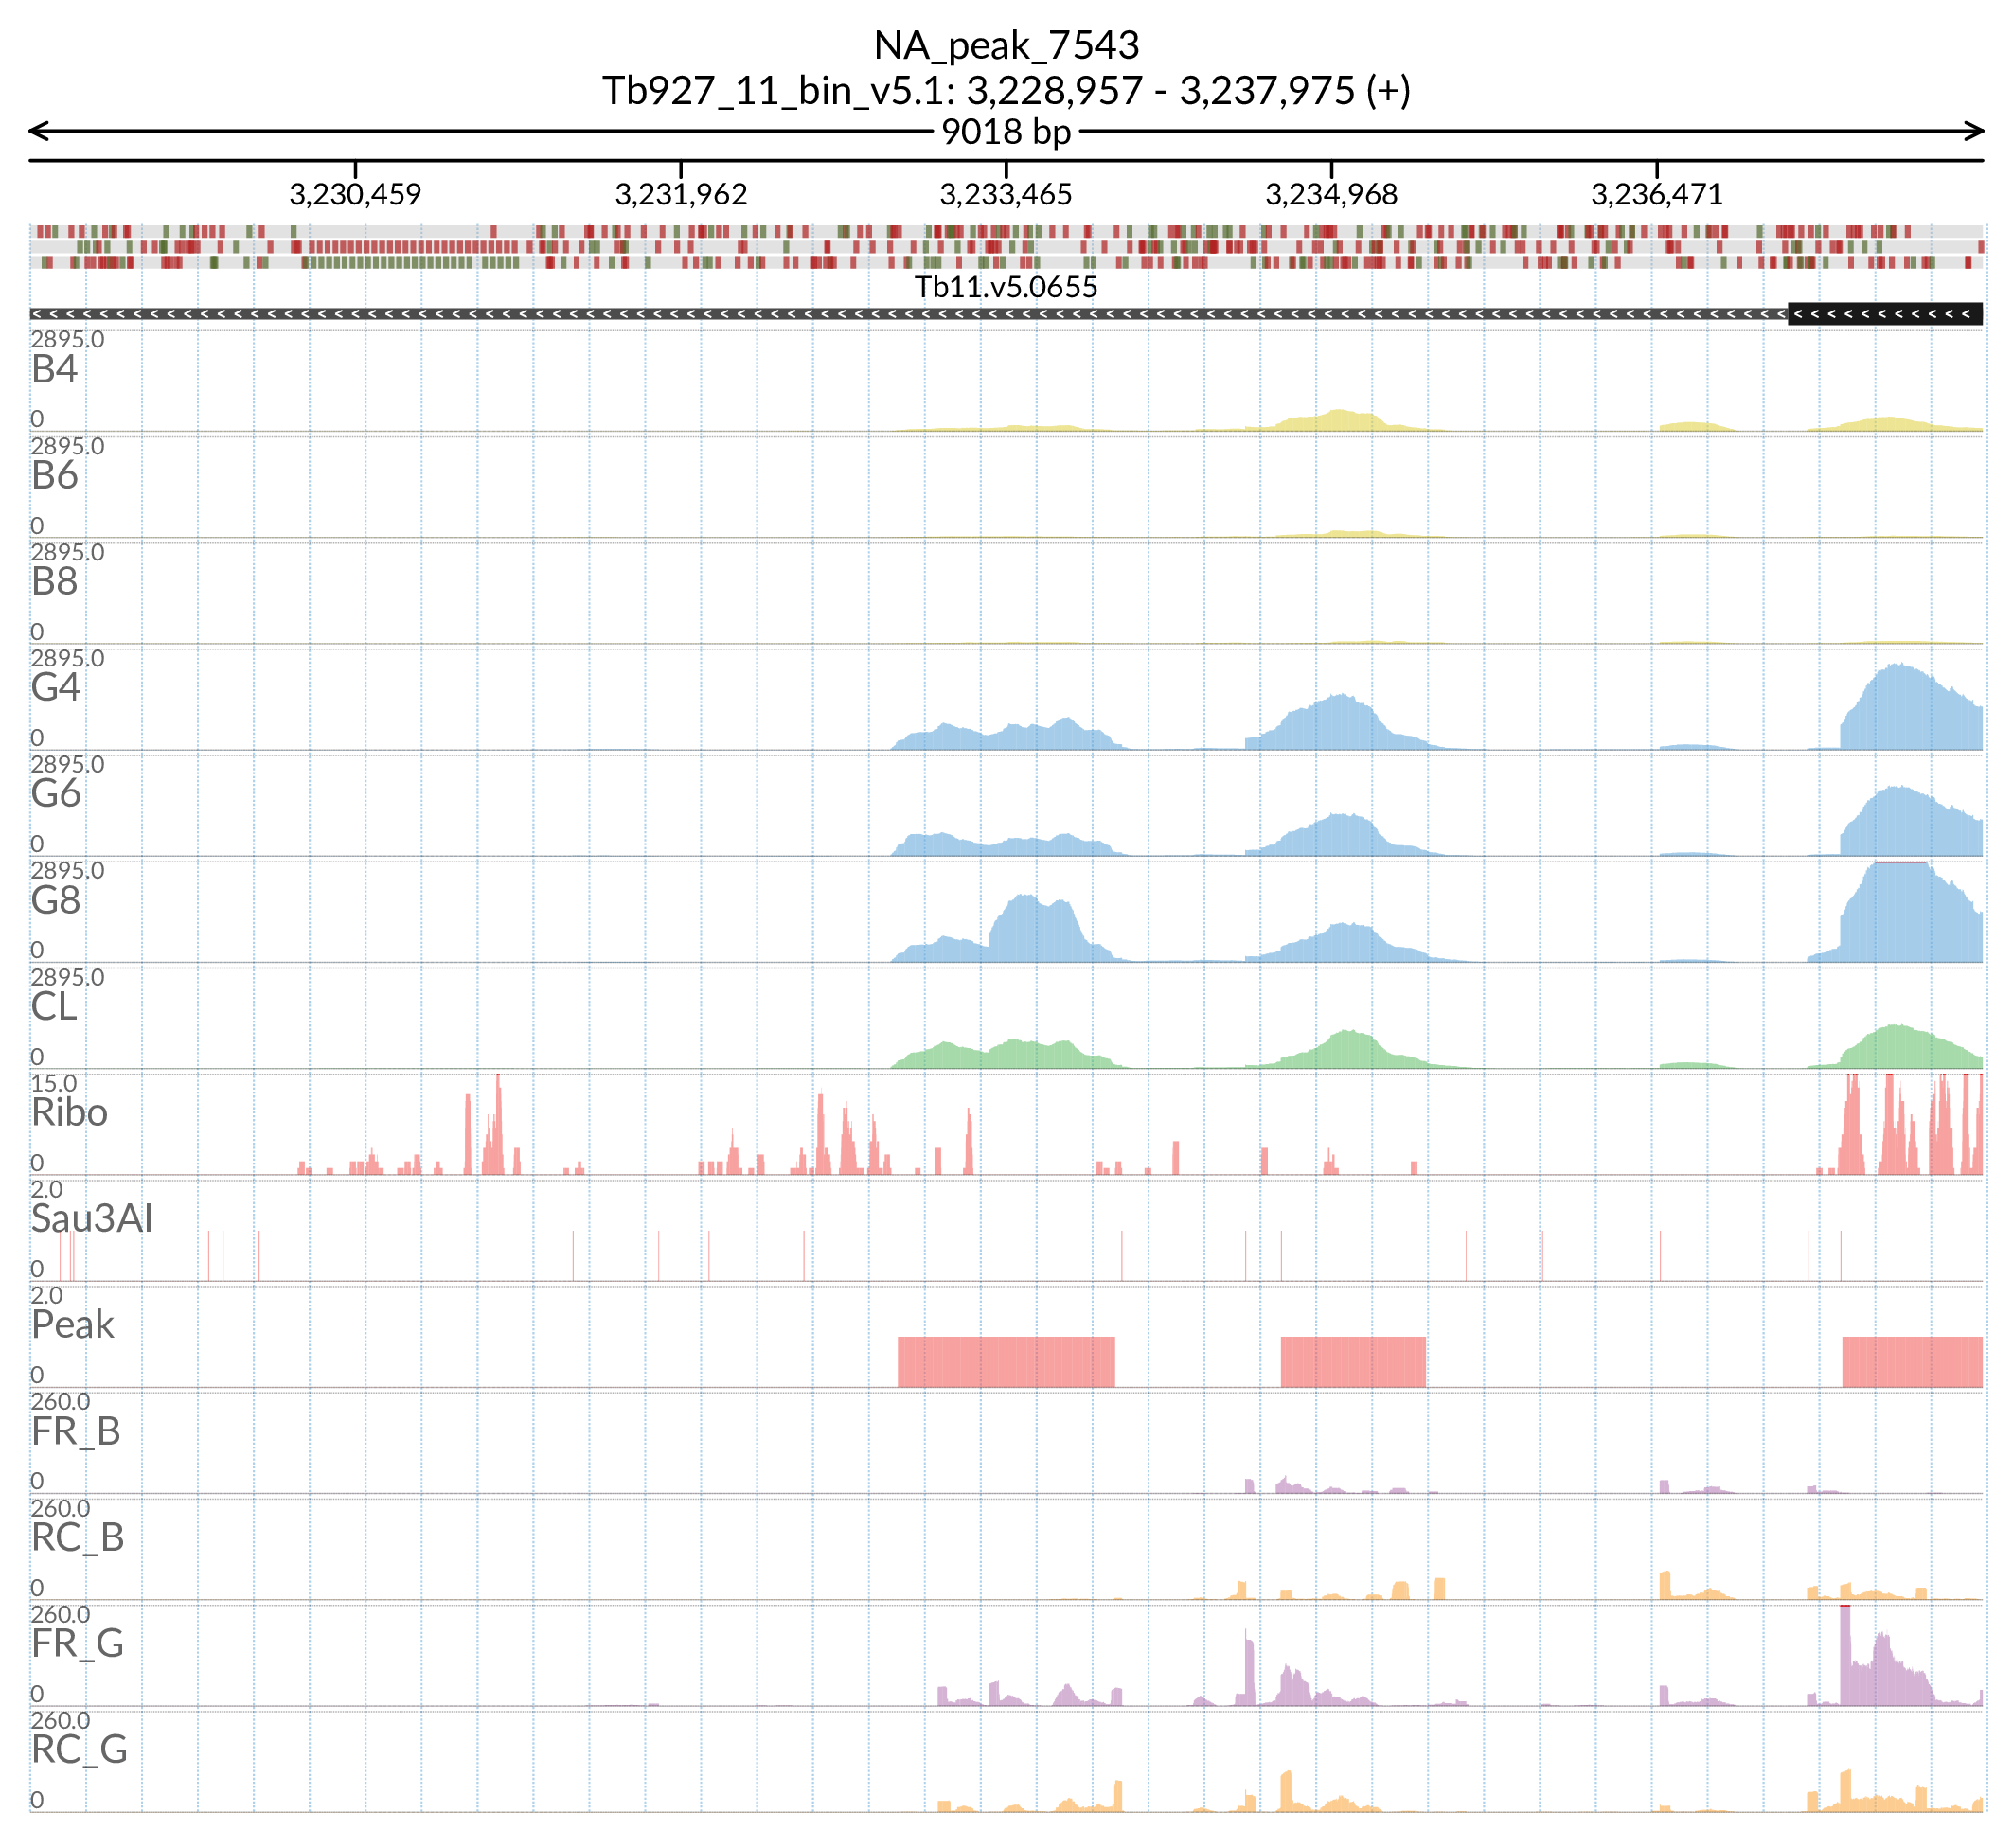 NA_peak_7543
Tb927_11_bin_v5.1: 3,228,957 - 3,237,975 (+)
9018 bp
3,230,459 3,231,962 3,233,465 3,234,968 3,236,471
Tb11.v5.0655
2895.0
B4
0
2895.0
B6
0
2895.0
B8
0
2895.0
G4
0
2895.0
G6
0
2895.0
G8
0
2895.0
CL
0
15.0
Ribo
0
2.0
Sau3AI
0
2.0
Peak
0
260.0
FR_B
0
260.0
RC_B
0
260.0
FR_G
0
260.0
RC_G
0